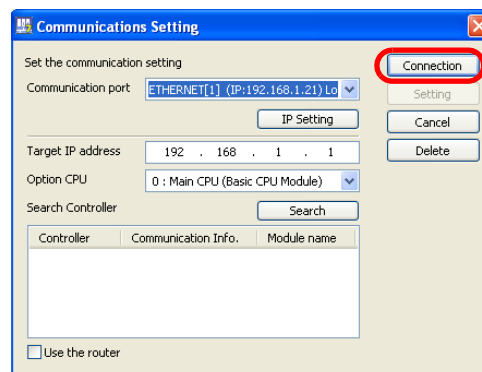 Communications Setting
Set the communication setting
Connection
Communication port ETHERNET[1] (IP:192.168.1.21) Lo
Setting
IP Setting
Cancel
Target IP address 192 . 168 . 1 . 1
Delete
Option CPU 0 : Main CPU (Basic CPU Module)
Search Controller Search
Controller Communication Info. Module name
Use the router